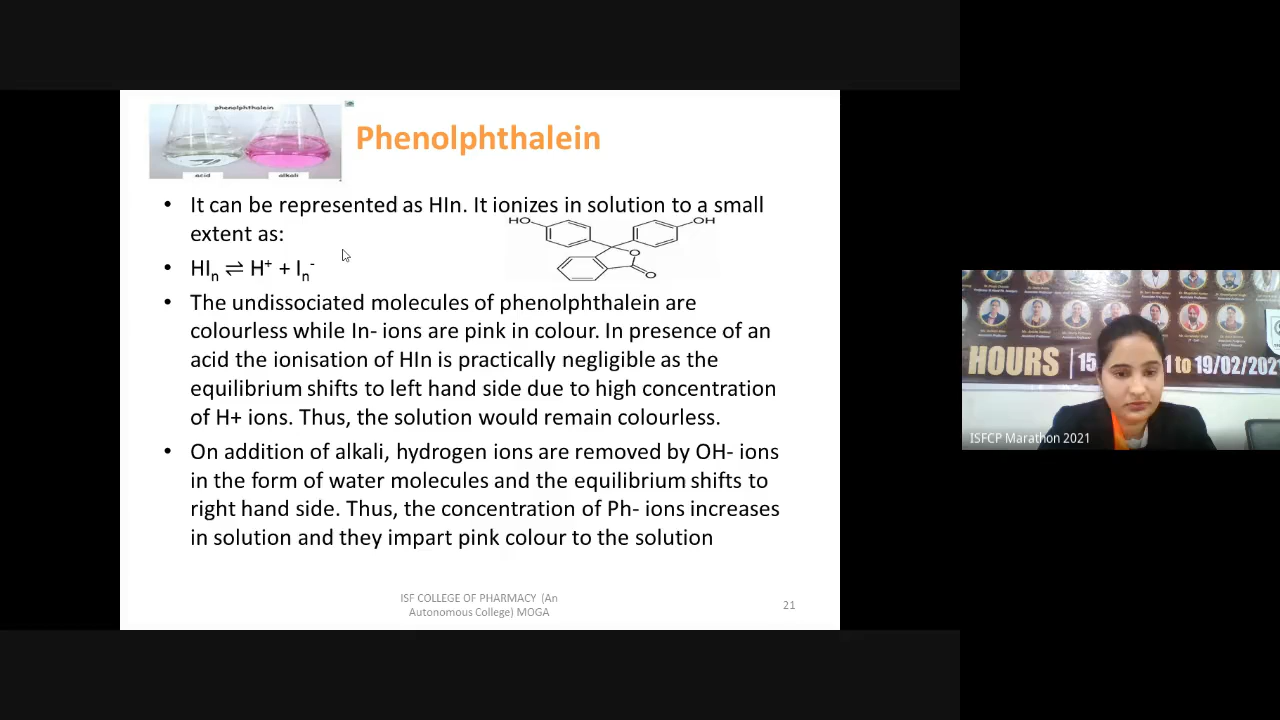 phenolphthalein
acid
alkali
Phenolphthalein
• It can be represented as HIn. It ionizes in solution to a small
extent as:
HO
OH
O
O
• HIn ⇌ H+ + In-
• The undissociated molecules of phenolphthalein are
colourless while In- ions are pink in colour. In presence of an
acid the ionisation of HIn is practically negligible as the
equilibrium shifts to left hand side due to high concentration
of H+ ions. Thus, the solution would remain colourless.
• On addition of alkali, hydrogen ions are removed by OH- ions
in the form of water molecules and the equilibrium shifts to
right hand side. Thus, the concentration of Ph- ions increases
in solution and they impart pink colour to the solution
ISF COLLEGE OF PHARMACY (An
Autonomous College) MOGA
21
HOURS | 15
1 to 19/02/202
ISFCP Marathon 2021